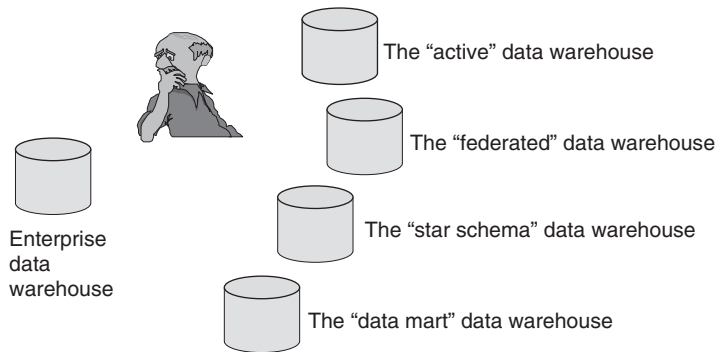 The “active” data warehouse
The “federated” data warehouse
The “star schema” data warehouse
The “data mart” data warehouse
Enterprise
data
warehouse